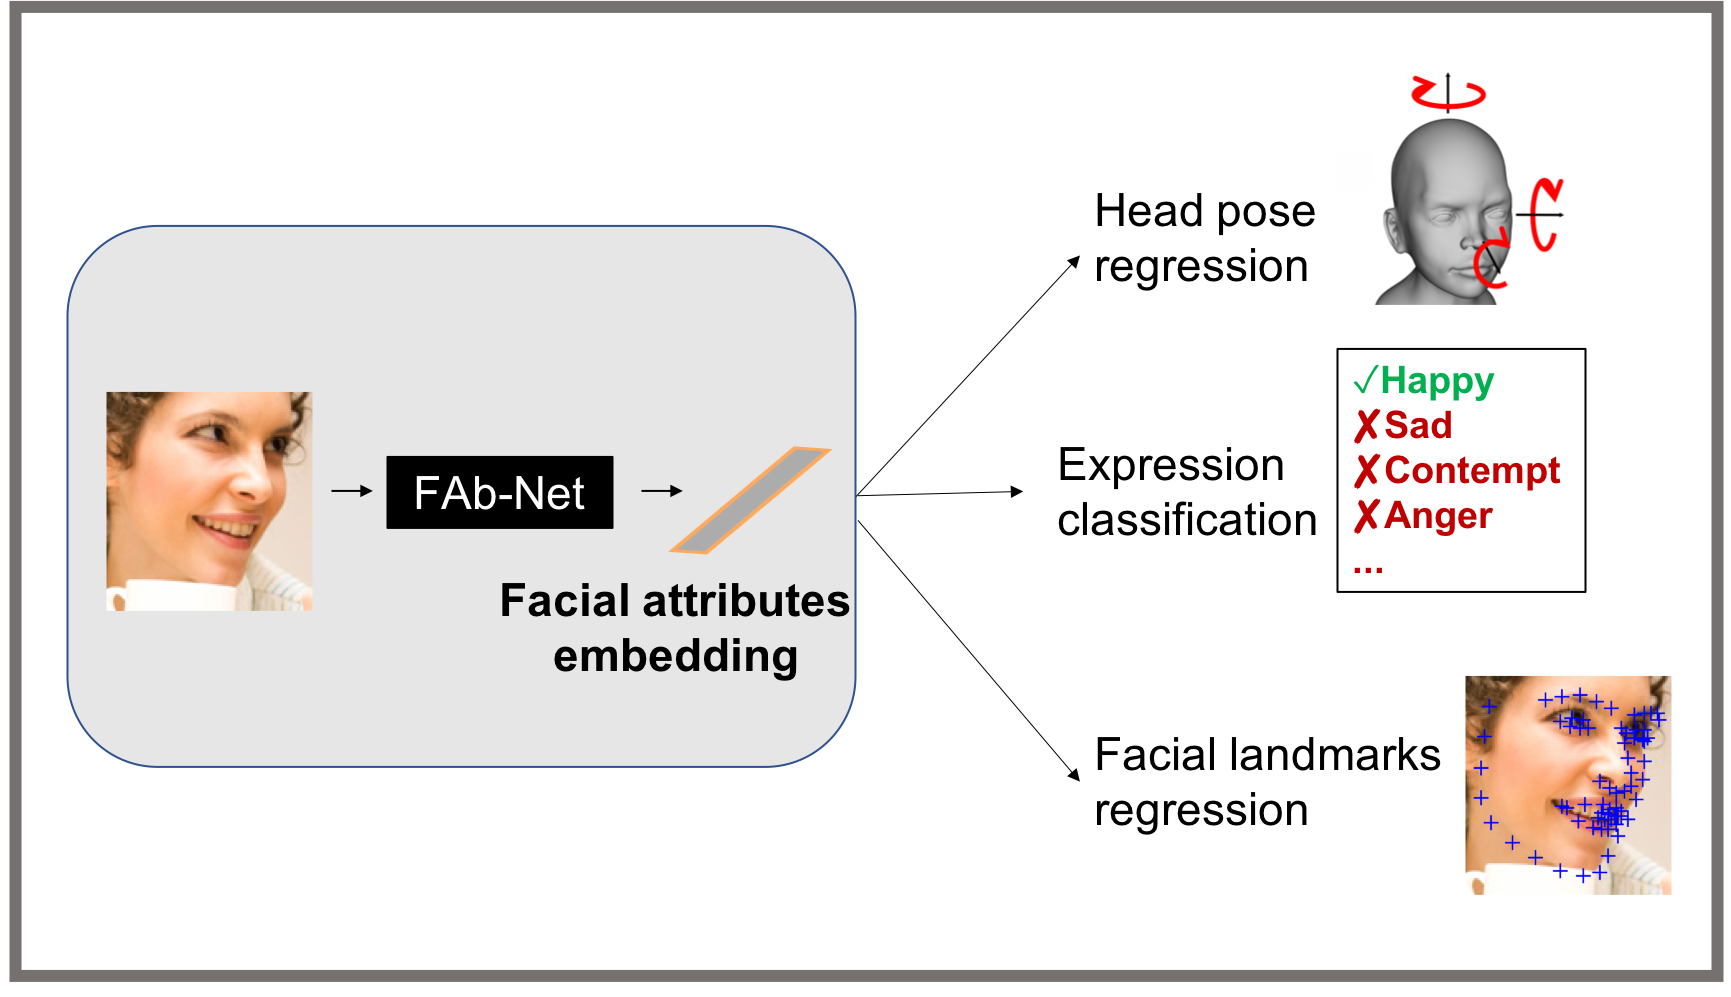 FAb-Net
Facial attributes
embedding
Head pose
regression
Expression
classification
✓Happy
✗Sad
✗Contempt
✗Anger
...
Facial landmarks
regression